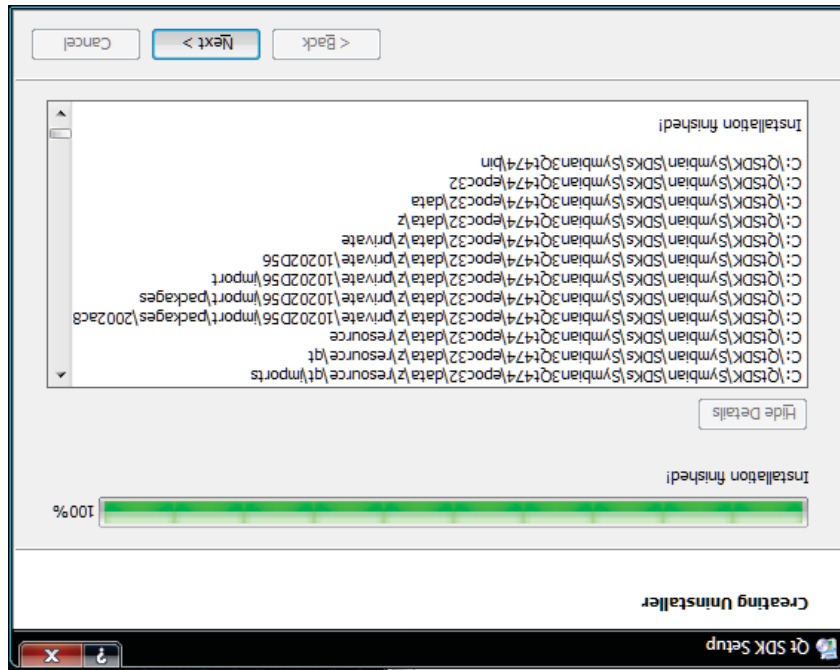 Qt SDK Setup
? X
Creating Uninstaller
100%
Installation finished!
Hide Details
C:\QtSDK\Symbian\SDKs\Symbian3Qt474\epoc32\data\z\resource\qt\imports
C:\QtSDK\Symbian\SDKs\Symbian3Qt474\epoc32\data\z\resource\qt
C:\QtSDK\Symbian\SDKs\Symbian3Qt474\epoc32\data\z\resource
C:\QtSDK\Symbian\SDKs\Symbian3Qt474\epoc32\data\z\private\10202D56\import\packages\2002ac8
C:\QtSDK\Symbian\SDKs\Symbian3Qt474\epoc32\data\z\private\10202D56\import\packages
C:\QtSDK\Symbian\SDKs\Symbian3Qt474\epoc32\data\z\private\10202D56\import
C:\QtSDK\Symbian\SDKs\Symbian3Qt474\epoc32\data\z\private\10202D56
C:\QtSDK\Symbian\SDKs\Symbian3Qt474\epoc32\data\z\private
C:\QtSDK\Symbian\SDKs\Symbian3Qt474\epoc32\data\z
C:\QtSDK\Symbian\SDKs\Symbian3Qt474\epoc32\data
C:\QtSDK\Symbian\SDKs\Symbian3Qt474\epoc32
C:\QtSDK\Symbian\SDKs\Symbian3Qt474\bin
Installation finished!
< Back
Next >
Cancel